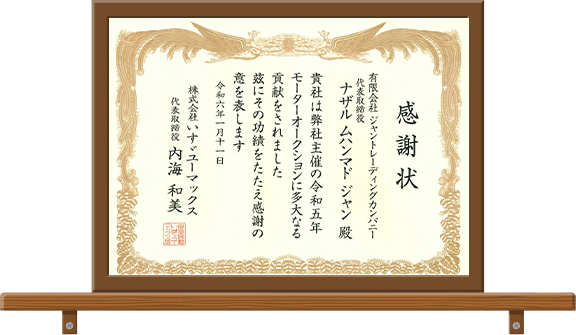 感謝状
有限会社 ジャントレーディングカンパニー
代表取締役
ナザル ムハンマド ジャン 殿
貴社は弊社主催の令和五年
モーターオークションに多大なる
貢献をされました
茲にその功績をたたえ感謝の
意を表します
令和六年一月十一日
株式会社 いすゞユーマックス
代表取締役 内海 和美